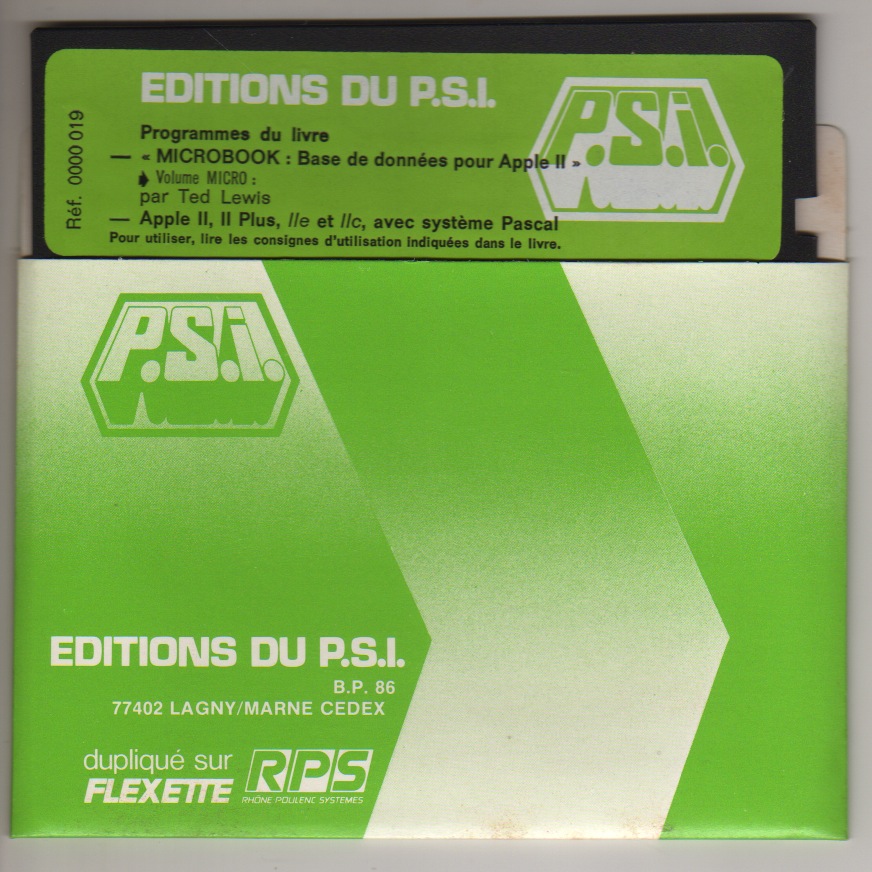 EDITIONS DU P.S.I.
P.S.I.
Réf. 0000 019
Programmes du livre
— « MICROBOOK : Base de données pour Apple II »
Volume MICRO :
par Ted Lewis
— Apple II, II Plus, //e et //c, avec système Pascal
Pour utiliser, lire les consignes d'utilisation indiquées dans le livre.
P.S.I.
EDITIONS DU P.S.I.
B.P. 86
77402 LAGNY/MARNE CEDEX
dupliqué sur
FLEXETTE
RPS
RHÔNE POULENC SYSTEMES